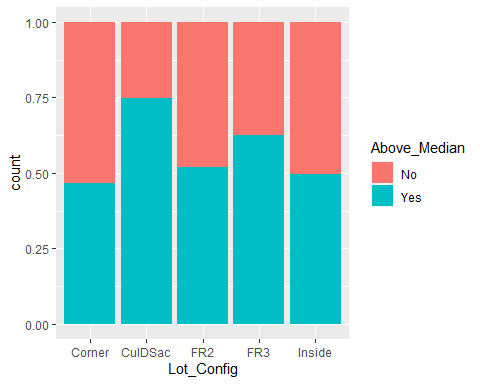 1.00
0.75
0.50
0.25
0.00
count
Corner CulDSac FR2 FR3 Inside
Lot_Config
Above_Median
No
Yes